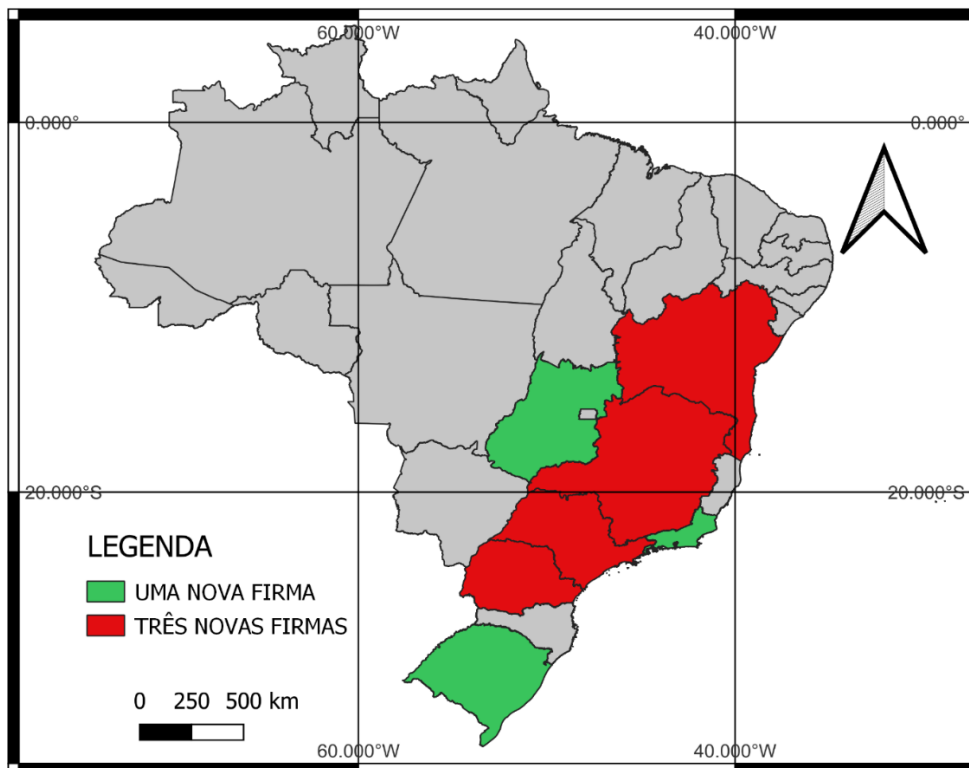 60.000°W 40.000°W
0.000° 0.000°
20.000°S 20.000°S
LEGENDA
UMA NOVA FIRMA
TRÊS NOVAS FIRMAS
0 250 500 km
60.000°W 40.000°W